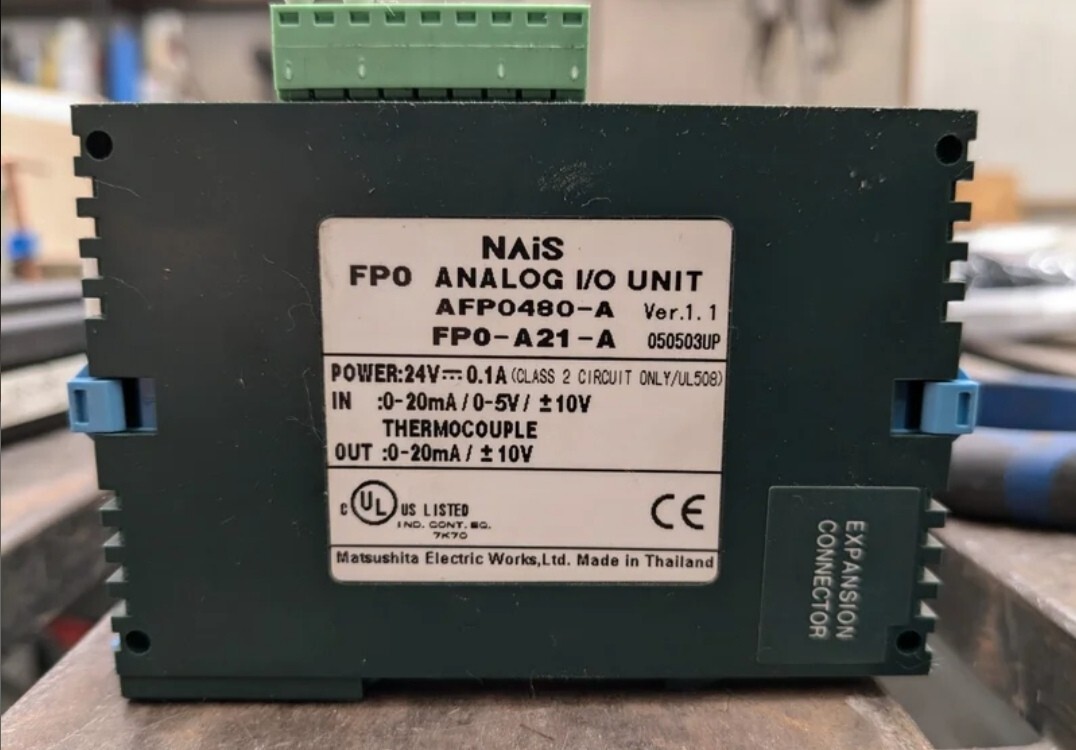 NAiS
FP0 ANALOG I/O UNIT
AFP0480-A Ver.1.1
FP0-A21-A 050503UP
POWER:24V⎓0.1A(CLASS 2 CIRCUIT ONLY/UL508)
IN :0-20mA/0-5V/±10V
THERMOCOUPLE
OUT :0-20mA/±10V
c UL US LISTED
IND. CONT. EQ.
7K70
CE
Matsushita Electric Works,Ltd. Made in Thailand
EXPANSION
CONNECTOR